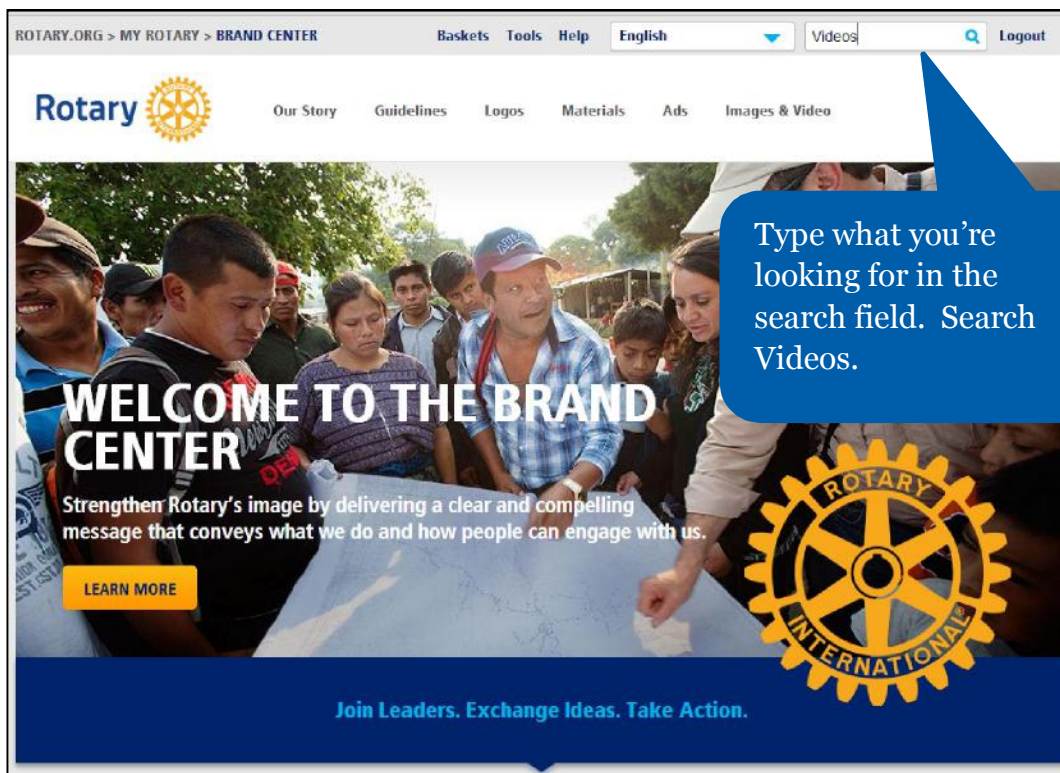 ROTARY.ORG > MY ROTARY > BRAND CENTER Baskets Tools Help English Videos Logout
Rotary
ROTARY INTERNATIONAL
Our Story Guidelines Logos Materials Ads Images & Video
Type what you’re
looking for in the
search field. Search
Videos.
WELCOME TO THE BRAND
CENTER
Strengthen Rotary's image by delivering a clear and compelling
message that conveys what we do and how people can engage with us.
LEARN MORE
ROTARY
INTERNATIONAL®
Join Leaders. Exchange Ideas. Take Action.